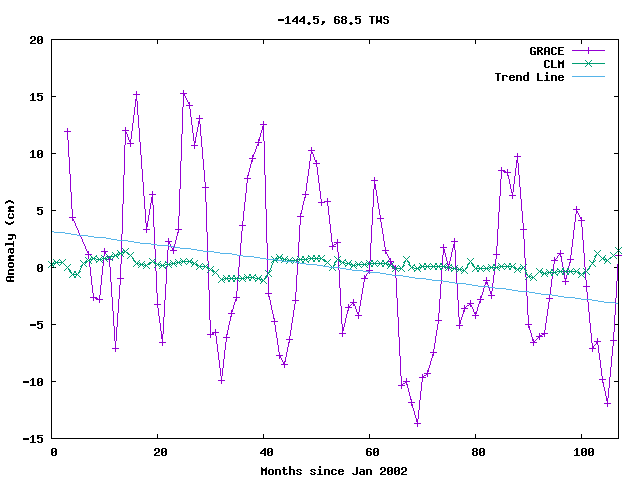 -144.5, 68.5 TWS
GRACE
CLM
Trend Line
20
15
10
5
0
-5
-10
-15
Anomaly (cm)
0 20 40 60 80 100
Months since Jan 2002